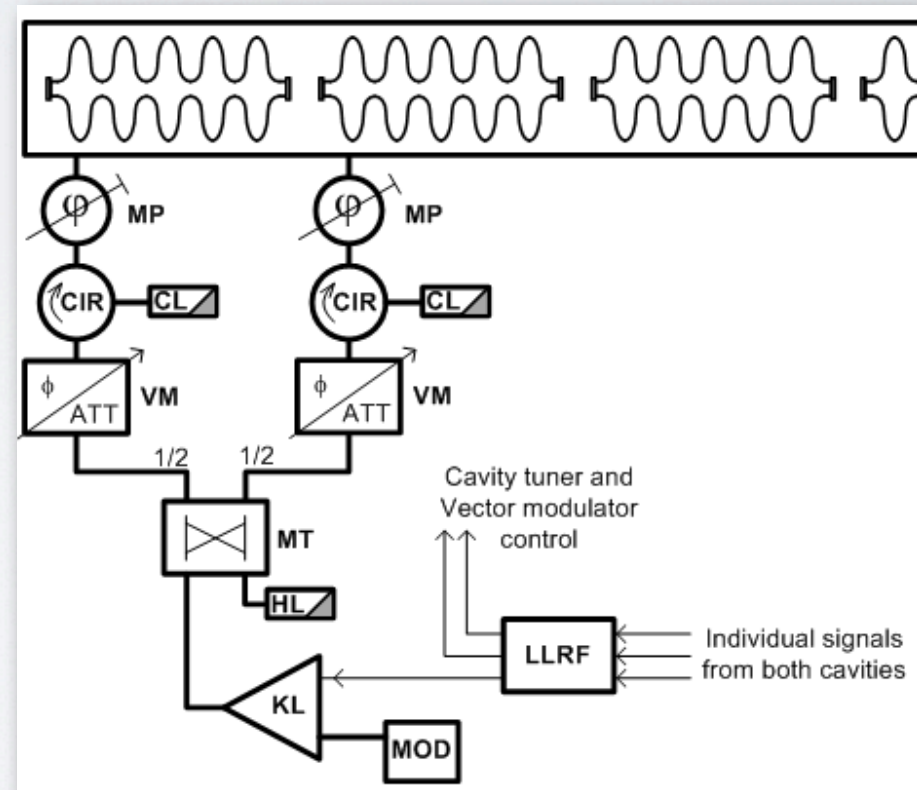 φ MP φ MP
CIR CL CIR CL
ϕ ATT VM ϕ ATT VM
1/2 1/2
Cavity tuner and
Vector modulator
control
MT
HL
LLRF
Individual signals
from both cavities
KL
MOD